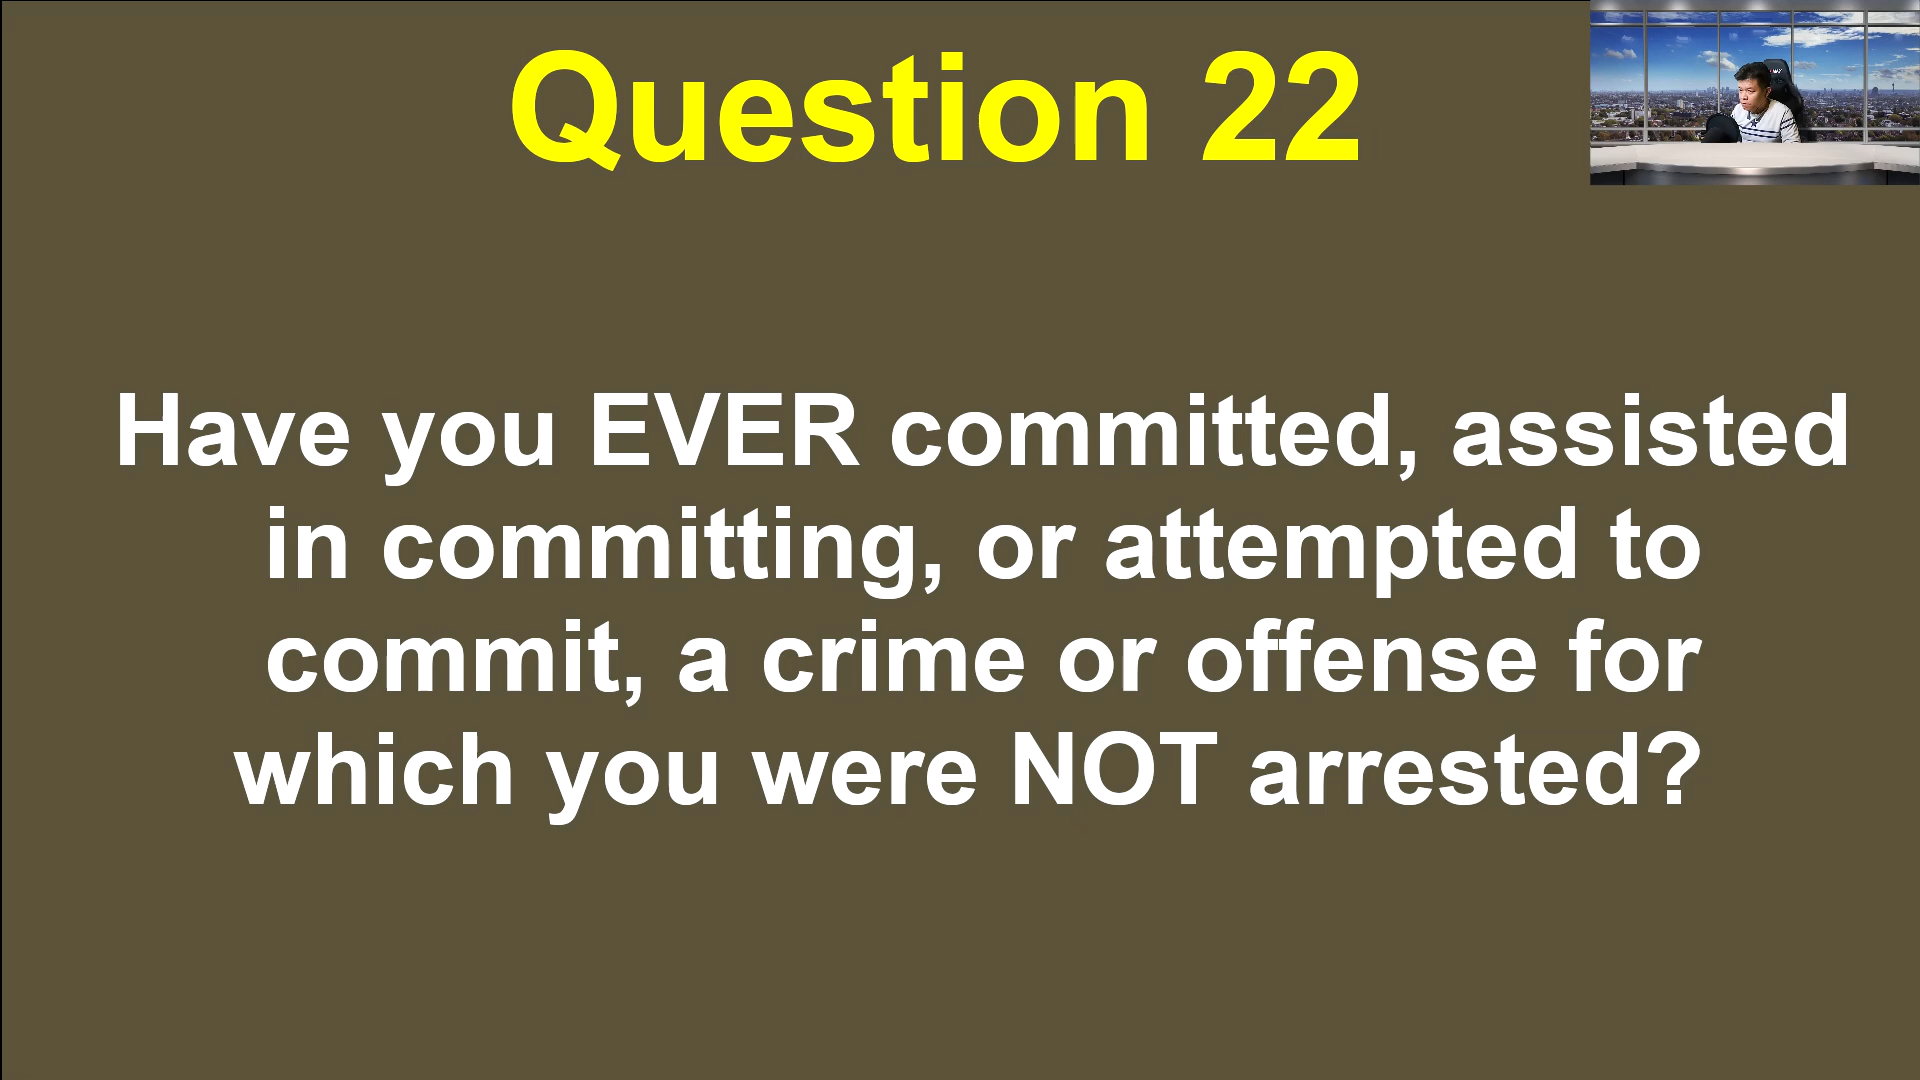 Question 22
Have you EVER committed, assisted
in committing, or attempted to
commit, a crime or offense for
which you were NOT arrested?